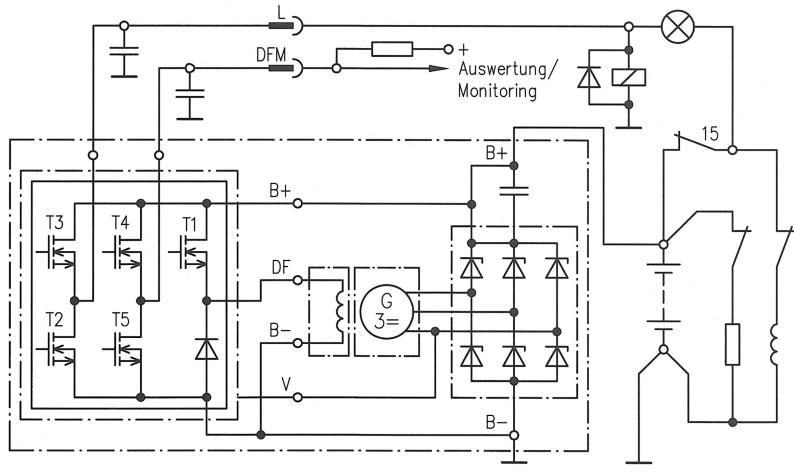 L
DFM
+
Auswertung/
Monitoring
15
B+
B+
T3 T4 T1
DF
G
3=
T2 T5
B-
V
B-